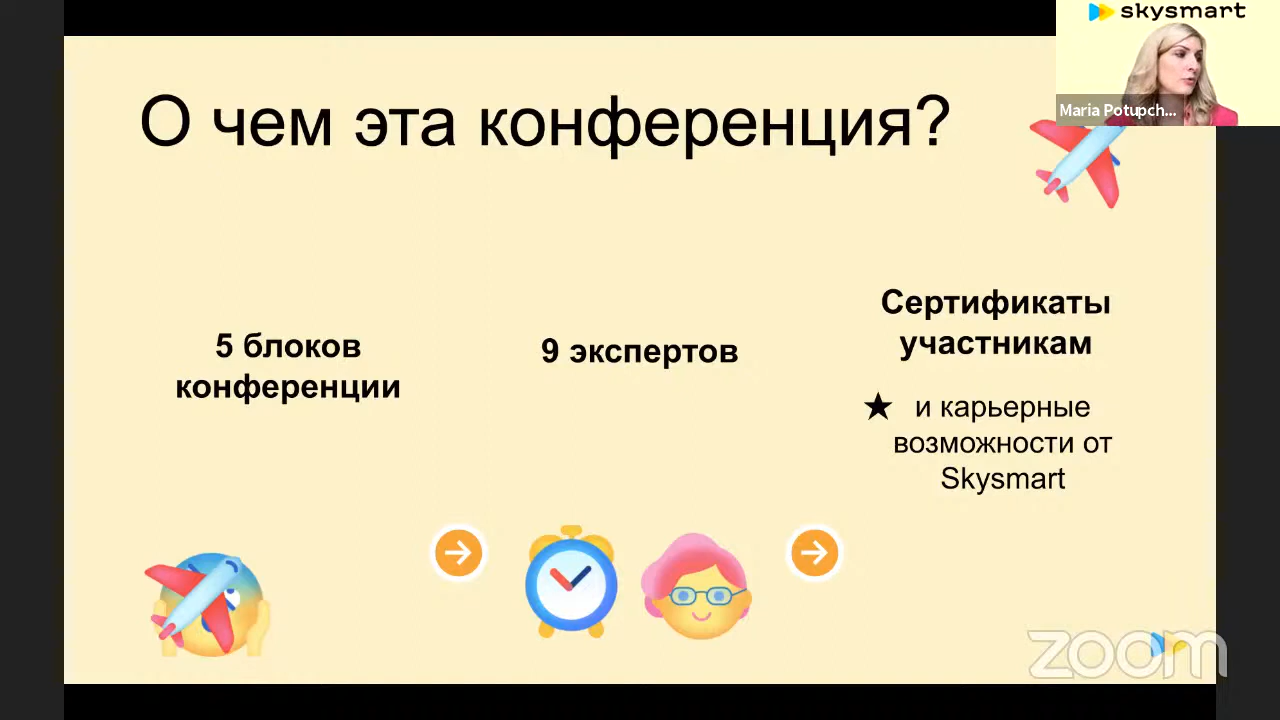 skysmart
Maria Potupch...
О чем эта конференция?
5 блоков
конференции
9 экспертов
Сертификаты
участникам
★ и карьерные
возможности от
Skysmart
zoom